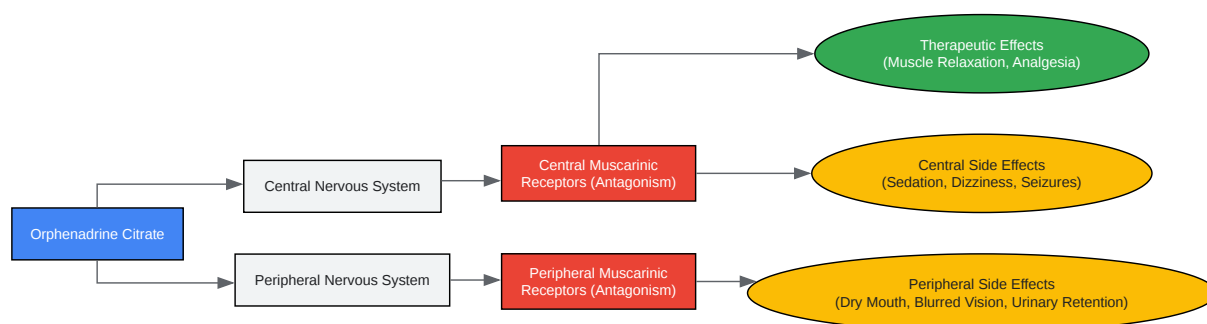 Therapeutic Effects
(Muscle Relaxation, Analgesia)
Central Nervous System
Central Muscarinic
Receptors (Antagonism)
Central Side Effects
(Sedation, Dizziness, Seizures)
Orphenadrine Citrate
Peripheral Nervous System
Peripheral Muscarinic
Receptors (Antagonism)
Peripheral Side Effects
(Dry Mouth, Blurred Vision, Urinary Retention)